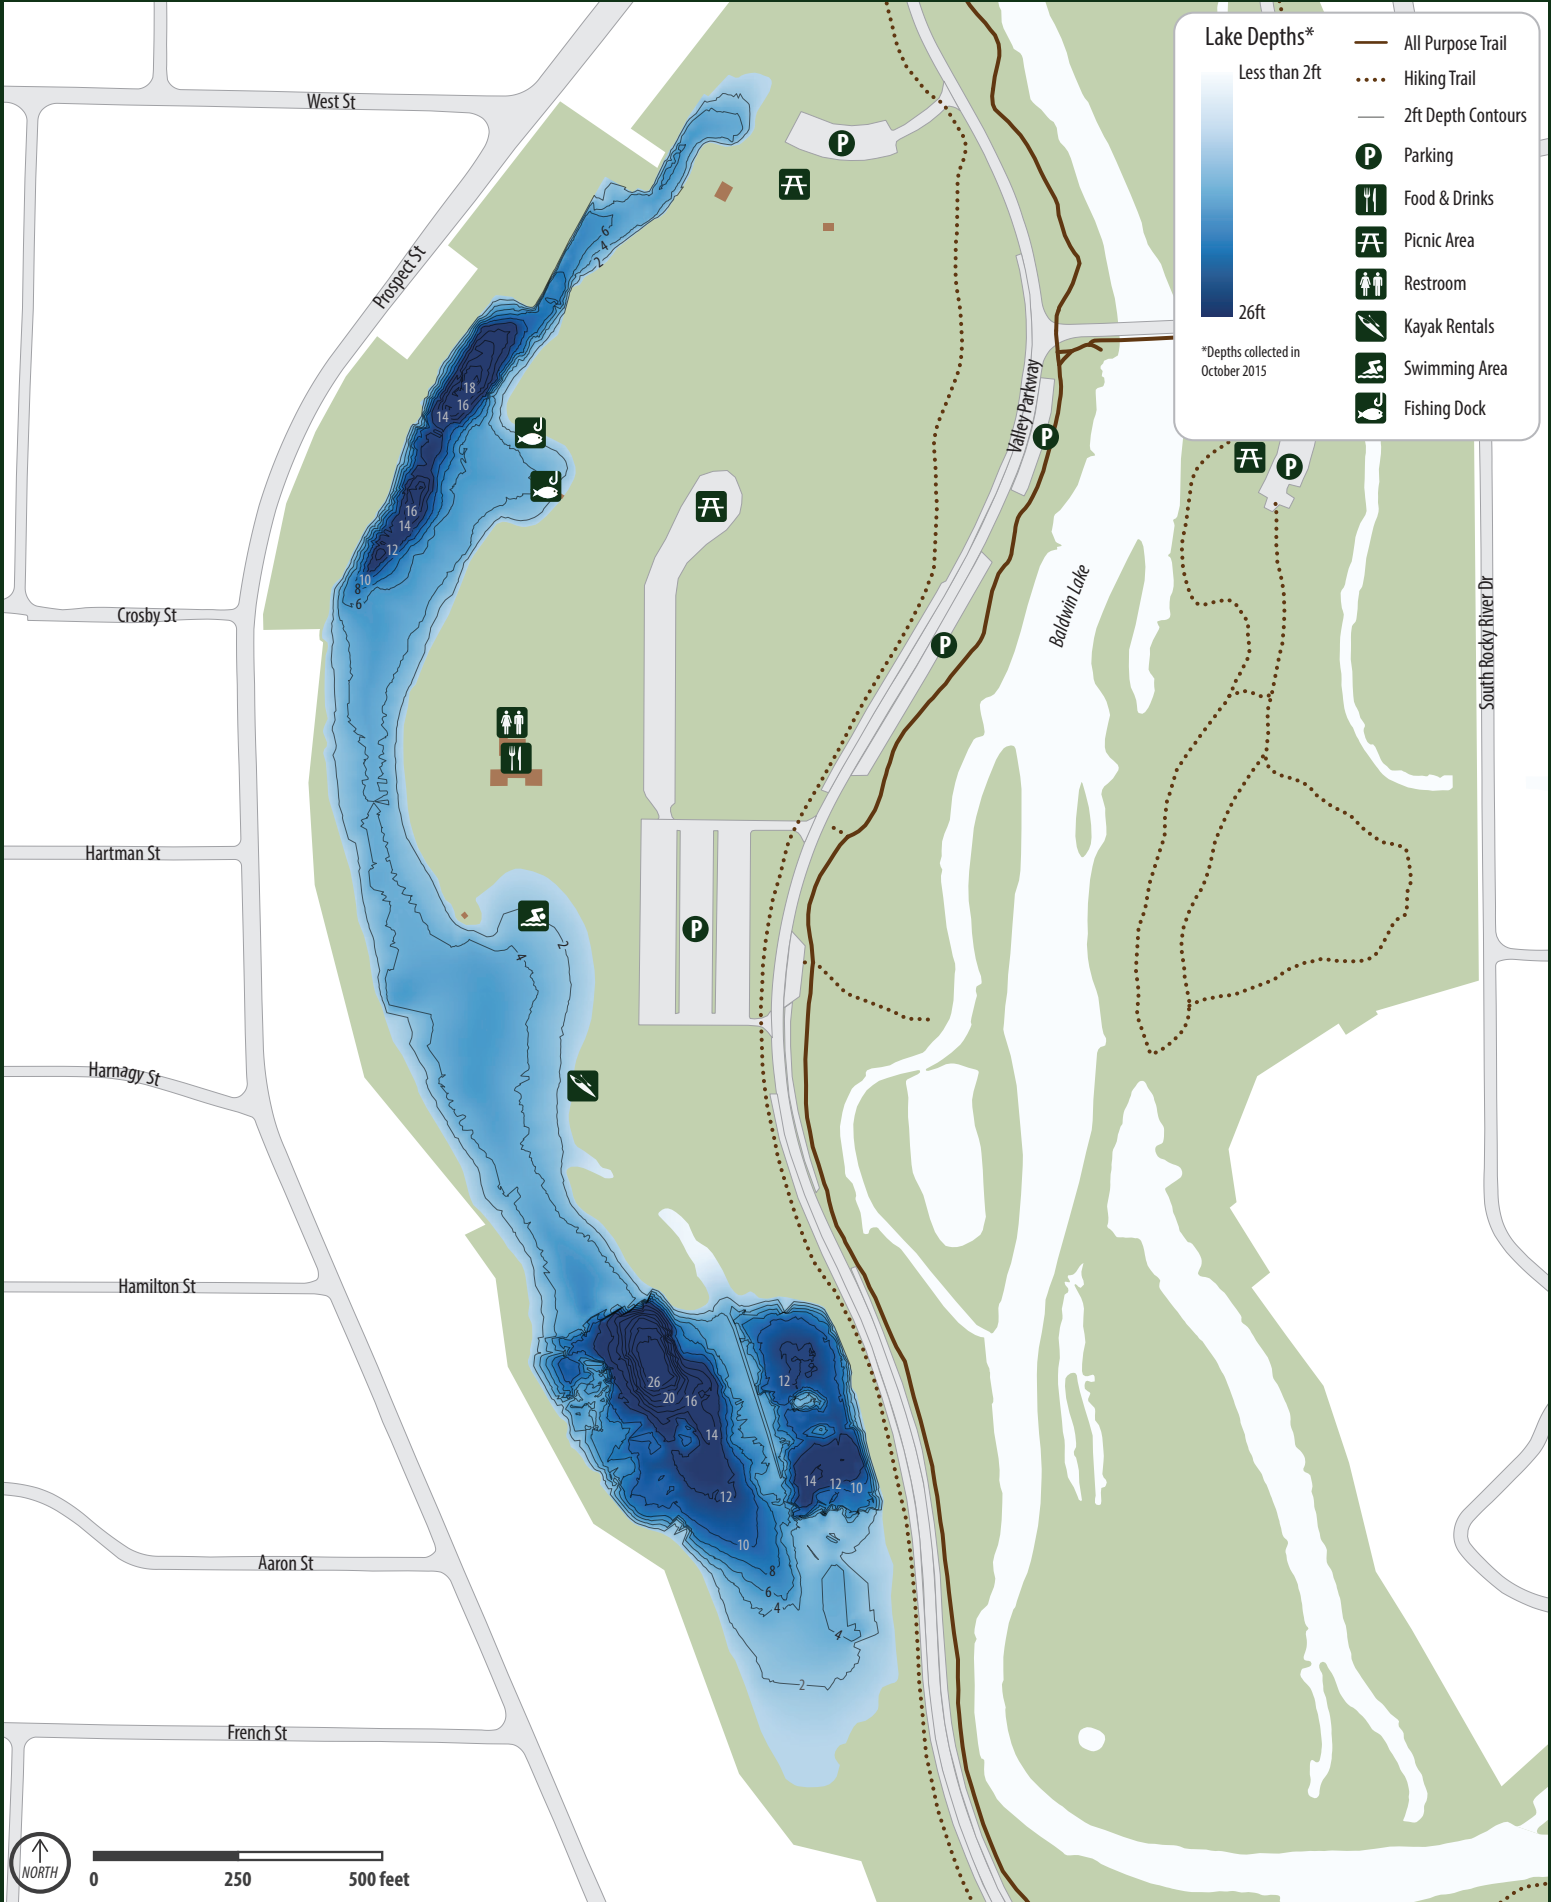 Lake Depths*
Less than 2ft
26ft
*Depths collected in
October 2015
All Purpose Trail
Hiking Trail
2ft Depth Contours
P Parking
Food & Drinks
Picnic Area
Restroom
Kayak Rentals
Swimming Area
Fishing Dock
West St
P
6
4
2
Prospect St
18
16
14
2
Valley Parkway
P
P
16
14
12
10
8
6
Crosby St
Baldwin Lake
South Rocky River Dr
P
Hartman St
P
2
4
Harnagy St
Hamilton St
26
20
16
14
12
12
14
12
10
10
8
6
4
4
2
Aaron St
French St
NORTH
0
250
500 feet